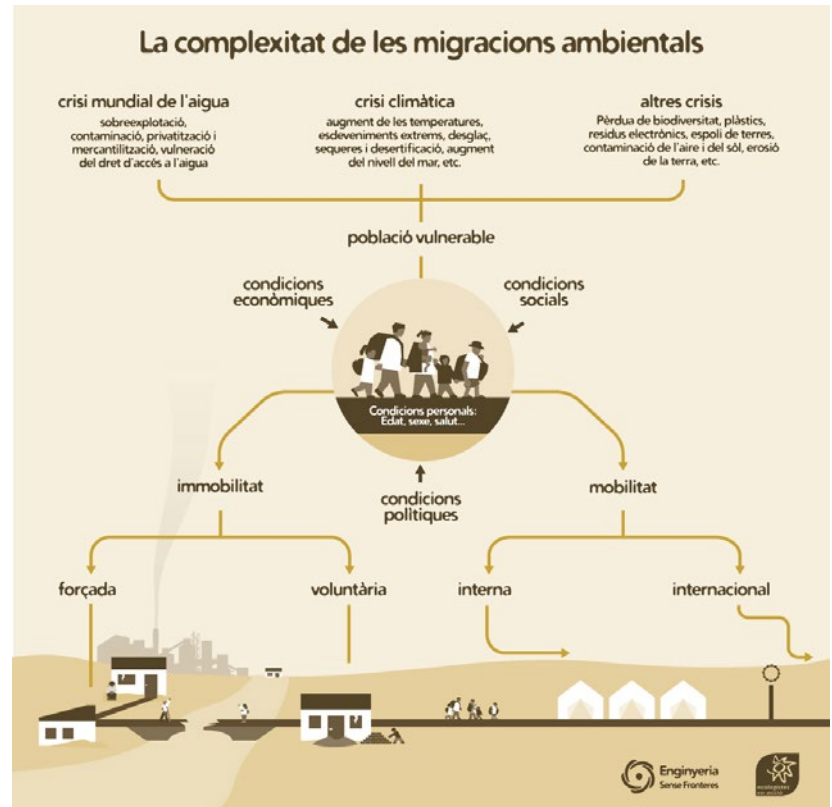 La complexitat de les migracions ambientals
crisi mundial de l'aigua
sobreexplotació,
contaminació, privatització i
mercantilització, vulneració
del dret d'accés a l'aigua
crisi climàtica
augment de les temperatures,
esdeveniments extrems, desglaç,
sequeres i desertificació, augment
del nivell del mar, etc.
altres crisis
Pèrdua de biodiversitat, plàstics,
residus electrònics, espoli de terres,
contaminació de l'aire i del sòl, erosió
de la terra, etc.
població vulnerable
condicions
econòmiques
condicions
socials
Condicions personals:
Edat, sexe, salut...
condicions
polítiques
immobilitat
mobilitat
forçada
voluntària
interna
internacional
Enginyeria
Sense Fronteres
ecologistes
en acció